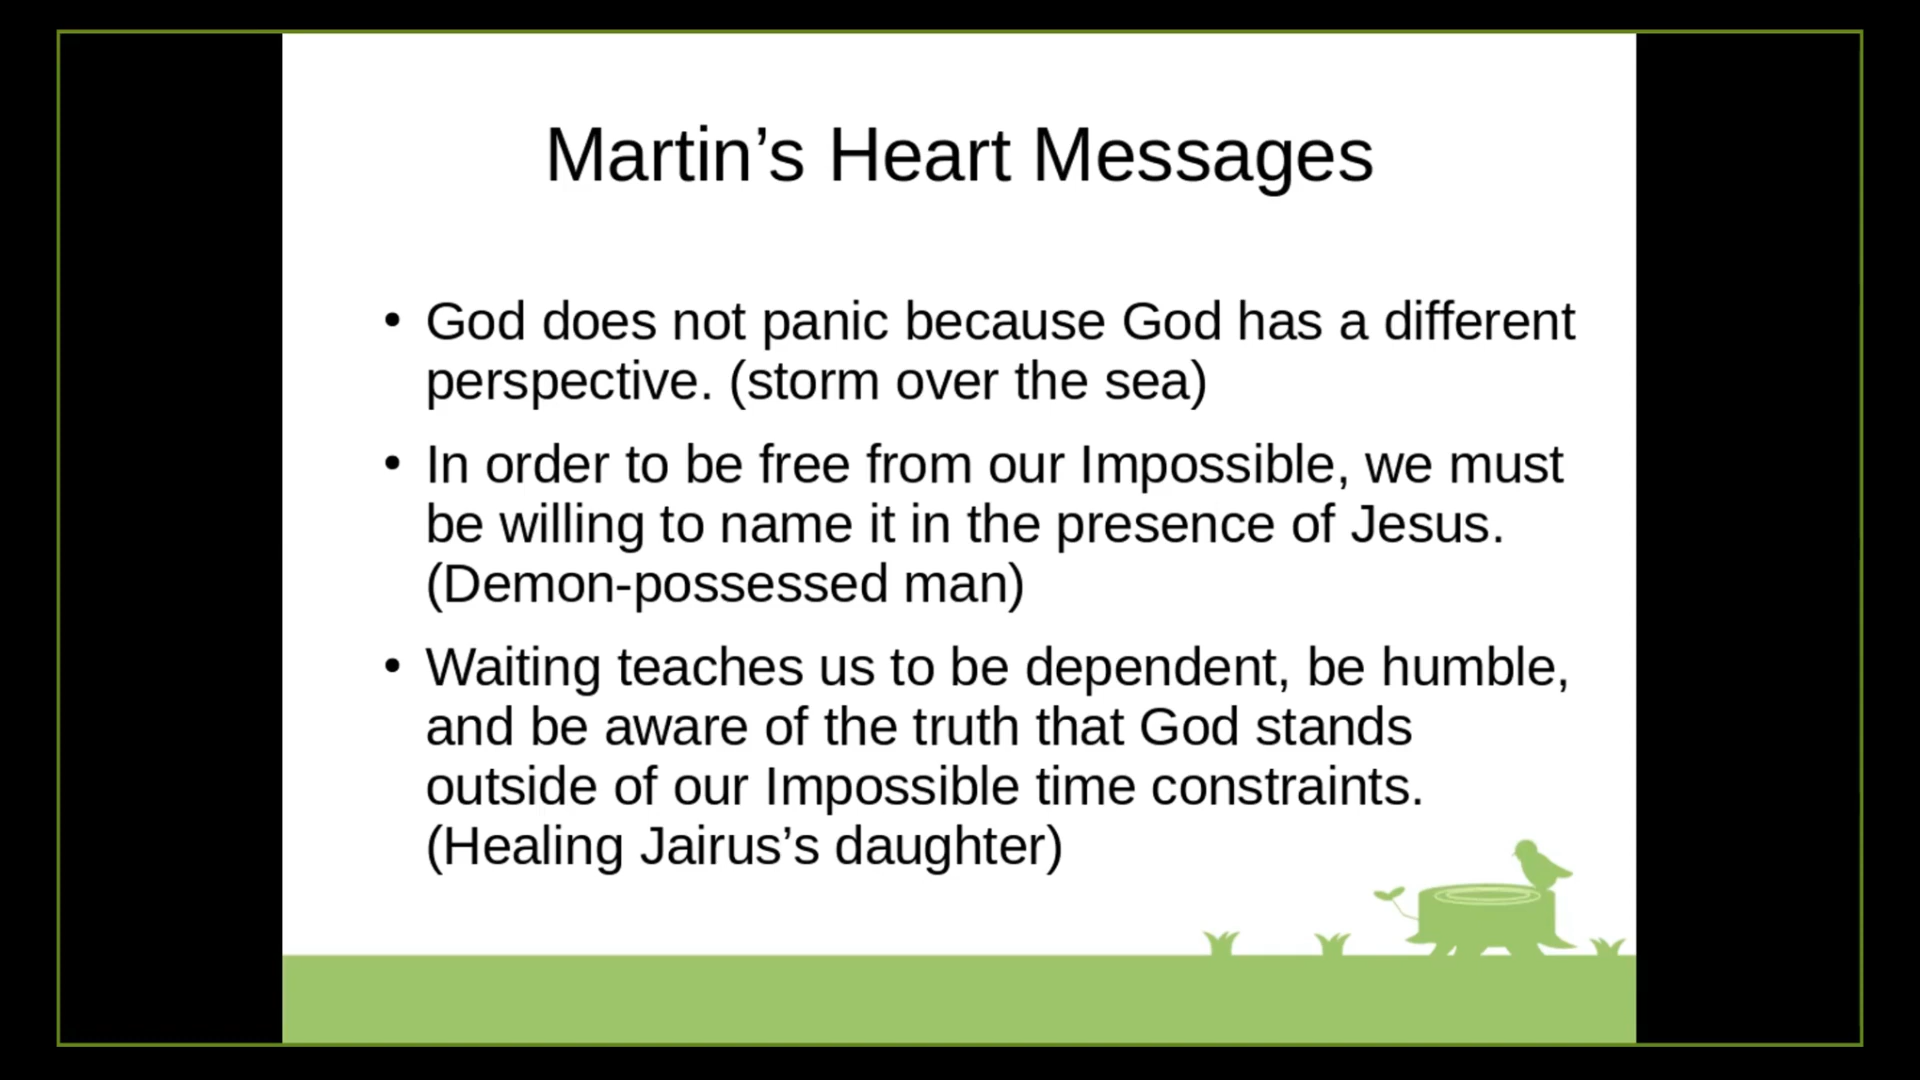 Martin’s Heart Messages
• God does not panic because God has a different
perspective. (storm over the sea)
• In order to be free from our Impossible, we must
be willing to name it in the presence of Jesus.
(Demon-possessed man)
• Waiting teaches us to be dependent, be humble,
and be aware of the truth that God stands
outside of our Impossible time constraints.
(Healing Jairus’s daughter)